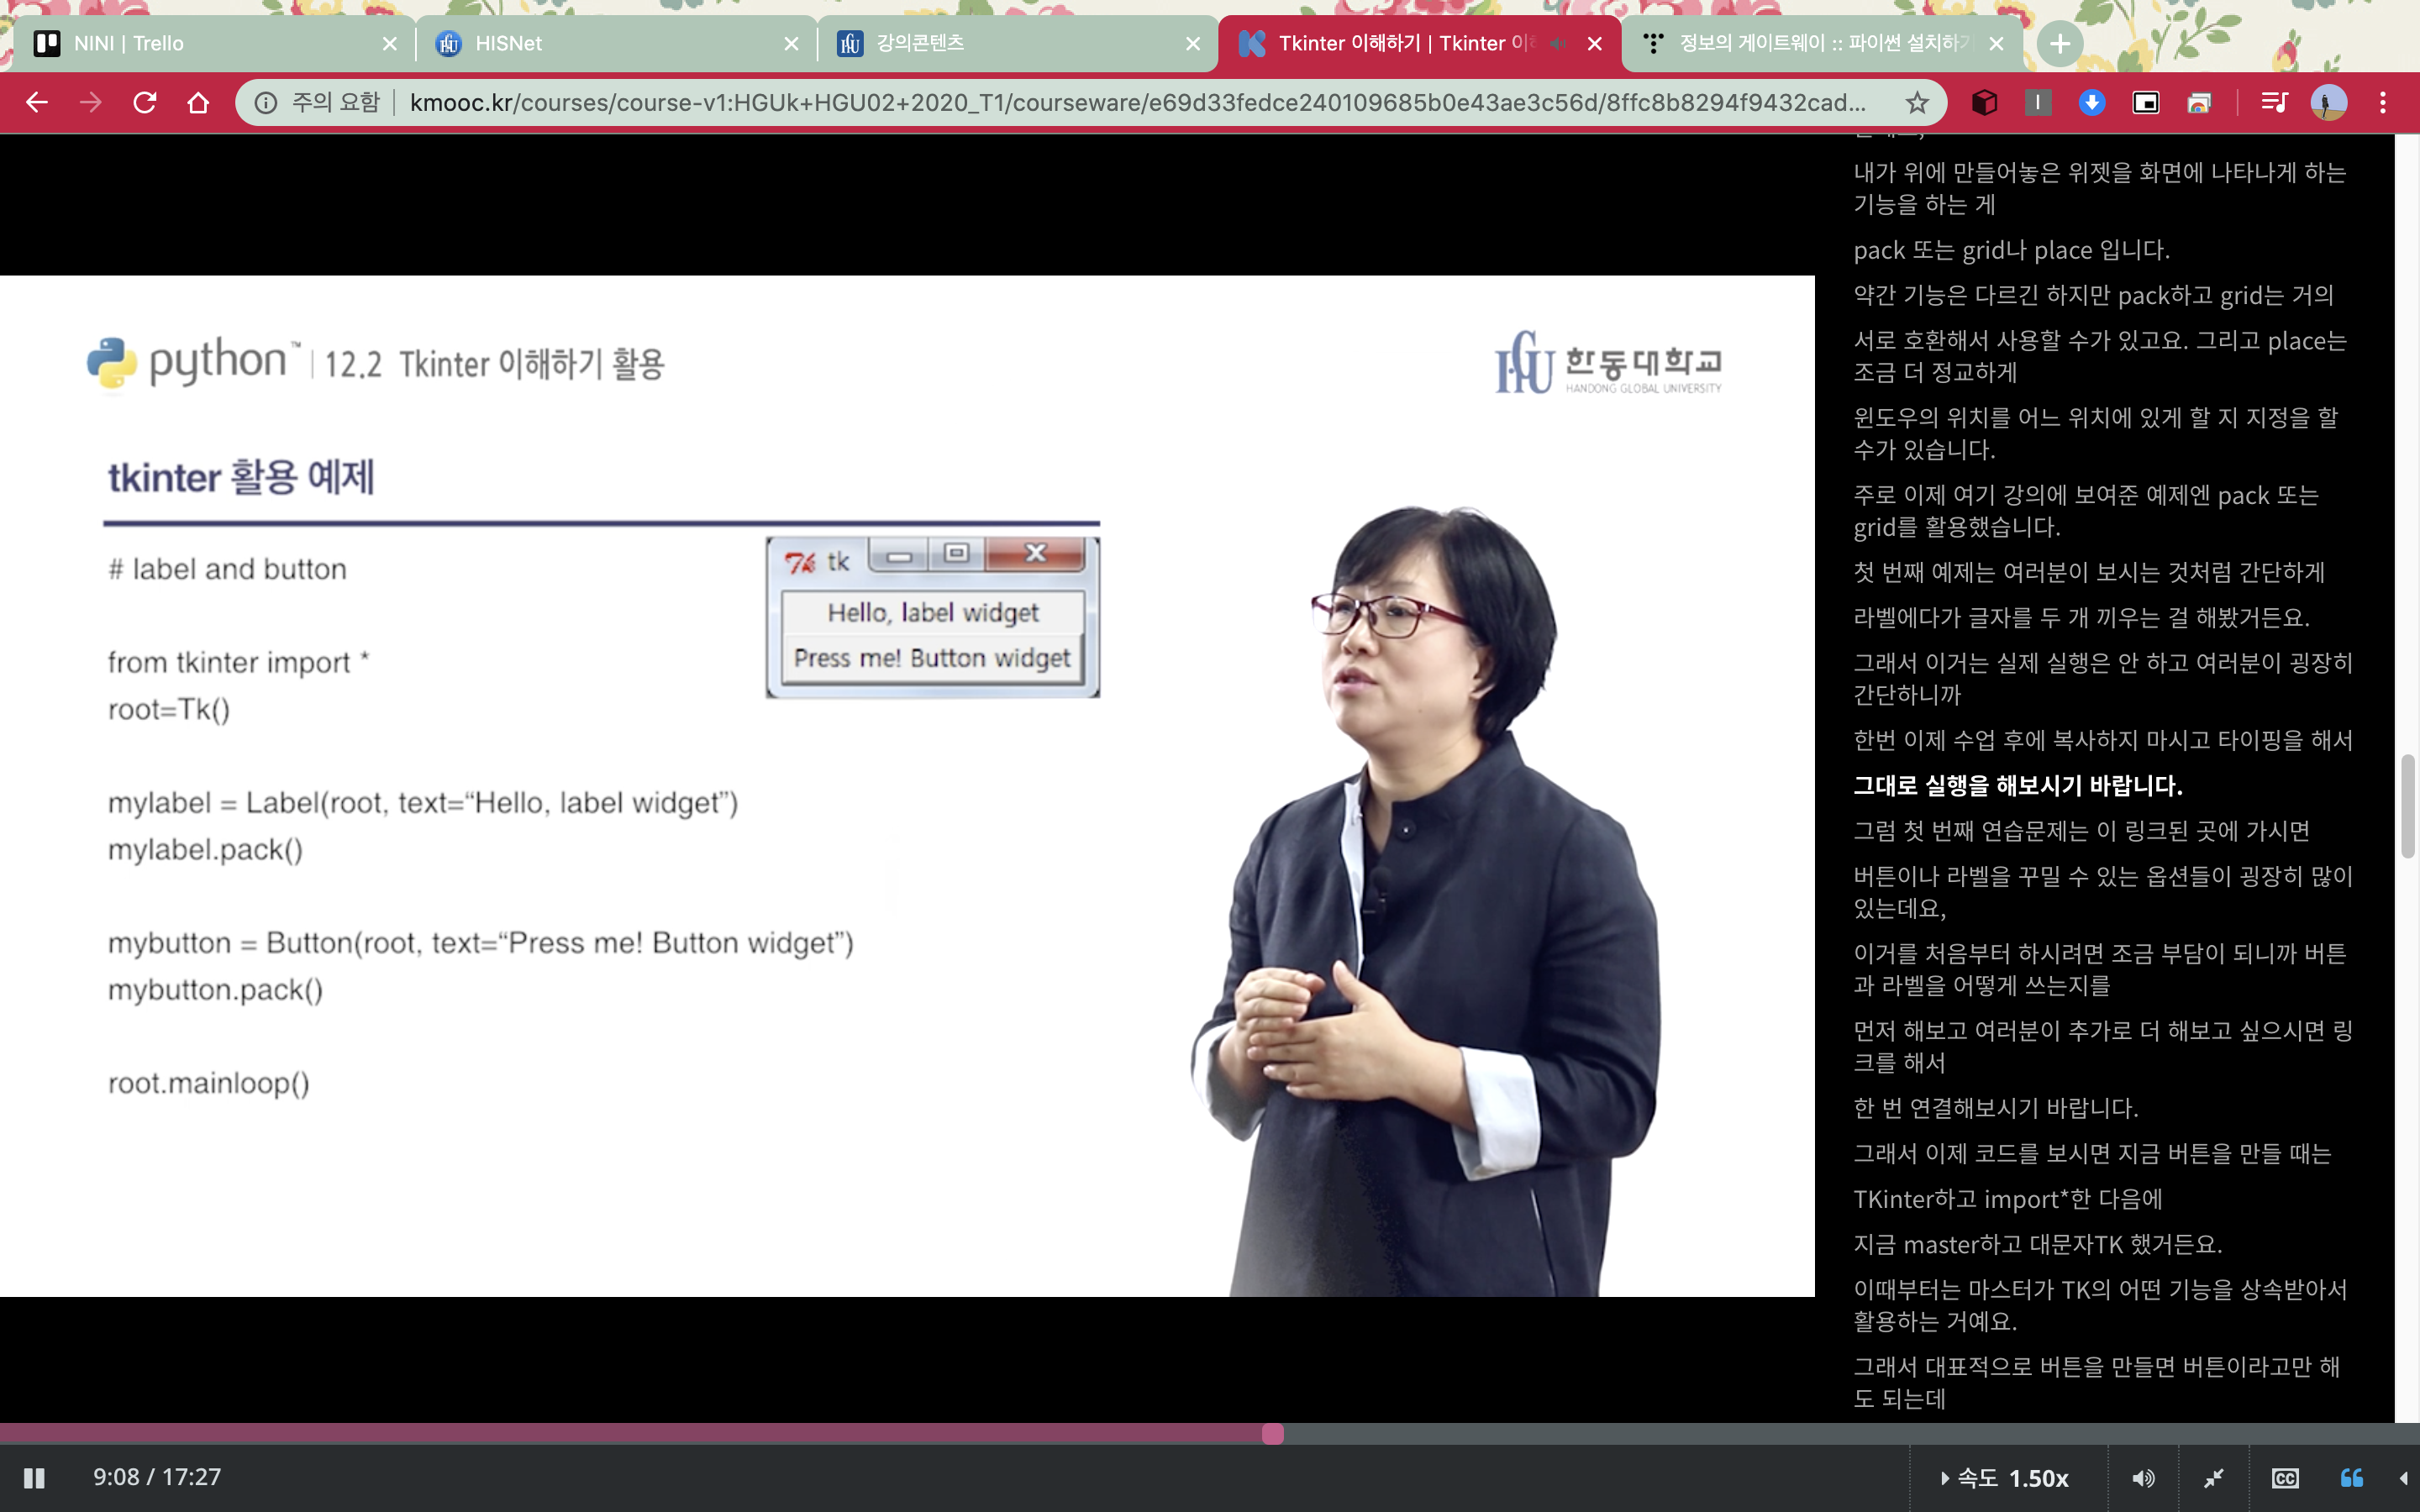 NINI | Trello
HISNet
강의콘텐츠
Tkinter 이해하기 | Tkinter
정보의 게이트웨이 :: 파이썬 설치하기
주의 요함
kmooc.kr/courses/course-v1:HGUk+HGU02+2020_T1/courseware/e69d33fedce240109685b0e43ae3c56d/8ffc8b8294f9432cad...
python™ | 12.2 Tkinter 이해하기 활용
HGU 한동대학교
HANDONG GLOBAL UNIVERSITY
tkinter 활용 예제
# label and button
from tkinter import *
root=Tk()
mylabel = Label(root, text=“Hello, label widget”)
mylabel.pack()
mybutton = Button(root, text=“Press me! Button widget”)
mybutton.pack()
root.mainloop()
tk
Hello, label widget
Press me! Button widget
내가 위에 만들어놓은 위젯을 화면에 나타나게 하는
기능을 하는 게
pack 또는 grid나 place 입니다.
약간 기능은 다르긴 하지만 pack하고 grid는 거의
서로 호환해서 사용할 수가 있고요. 그리고 place는
조금 더 정교하게
윈도우의 위치를 어느 위치에 있게 할 지 지정을 할
수가 있습니다.
주로 이제 여기 강의에 보여준 예제엔 pack 또는
grid를 활용했습니다.
첫 번째 예제는 여러분이 보시는 것처럼 간단하게
라벨에다가 글자를 두 개 끼우는 걸 해봤거든요.
그래서 이거는 실제 실행은 안 하고 여러분이 굉장히
간단하니까
한번 이제 수업 후에 복사하지 마시고 타이핑을 해서
그대로 실행을 해보시기 바랍니다.
그럼 첫 번째 연습문제는 이 링크된 곳에 가시면
버튼이나 라벨을 꾸밀 수 있는 옵션들이 굉장히 많이
있는데요,
이거를 처음부터 하시려면 조금 부담이 되니까 버튼
과 라벨을 어떻게 쓰는지를
먼저 해보고 여러분이 추가로 더 해보고 싶으시면 링
크를 해서
한 번 연결해보시기 바랍니다.
그래서 이제 코드를 보시면 지금 버튼을 만들 때는
TKinter하고 import*한 다음에
지금 master하고 대문자TK 했거든요.
이때부터는 마스터가 TK의 어떤 기능을 상속받아서
활용하는 거예요.
그래서 대표적으로 버튼을 만들면 버튼이라고만 해
도 되는데
9:08 / 17:27
속도 1.50x
CC